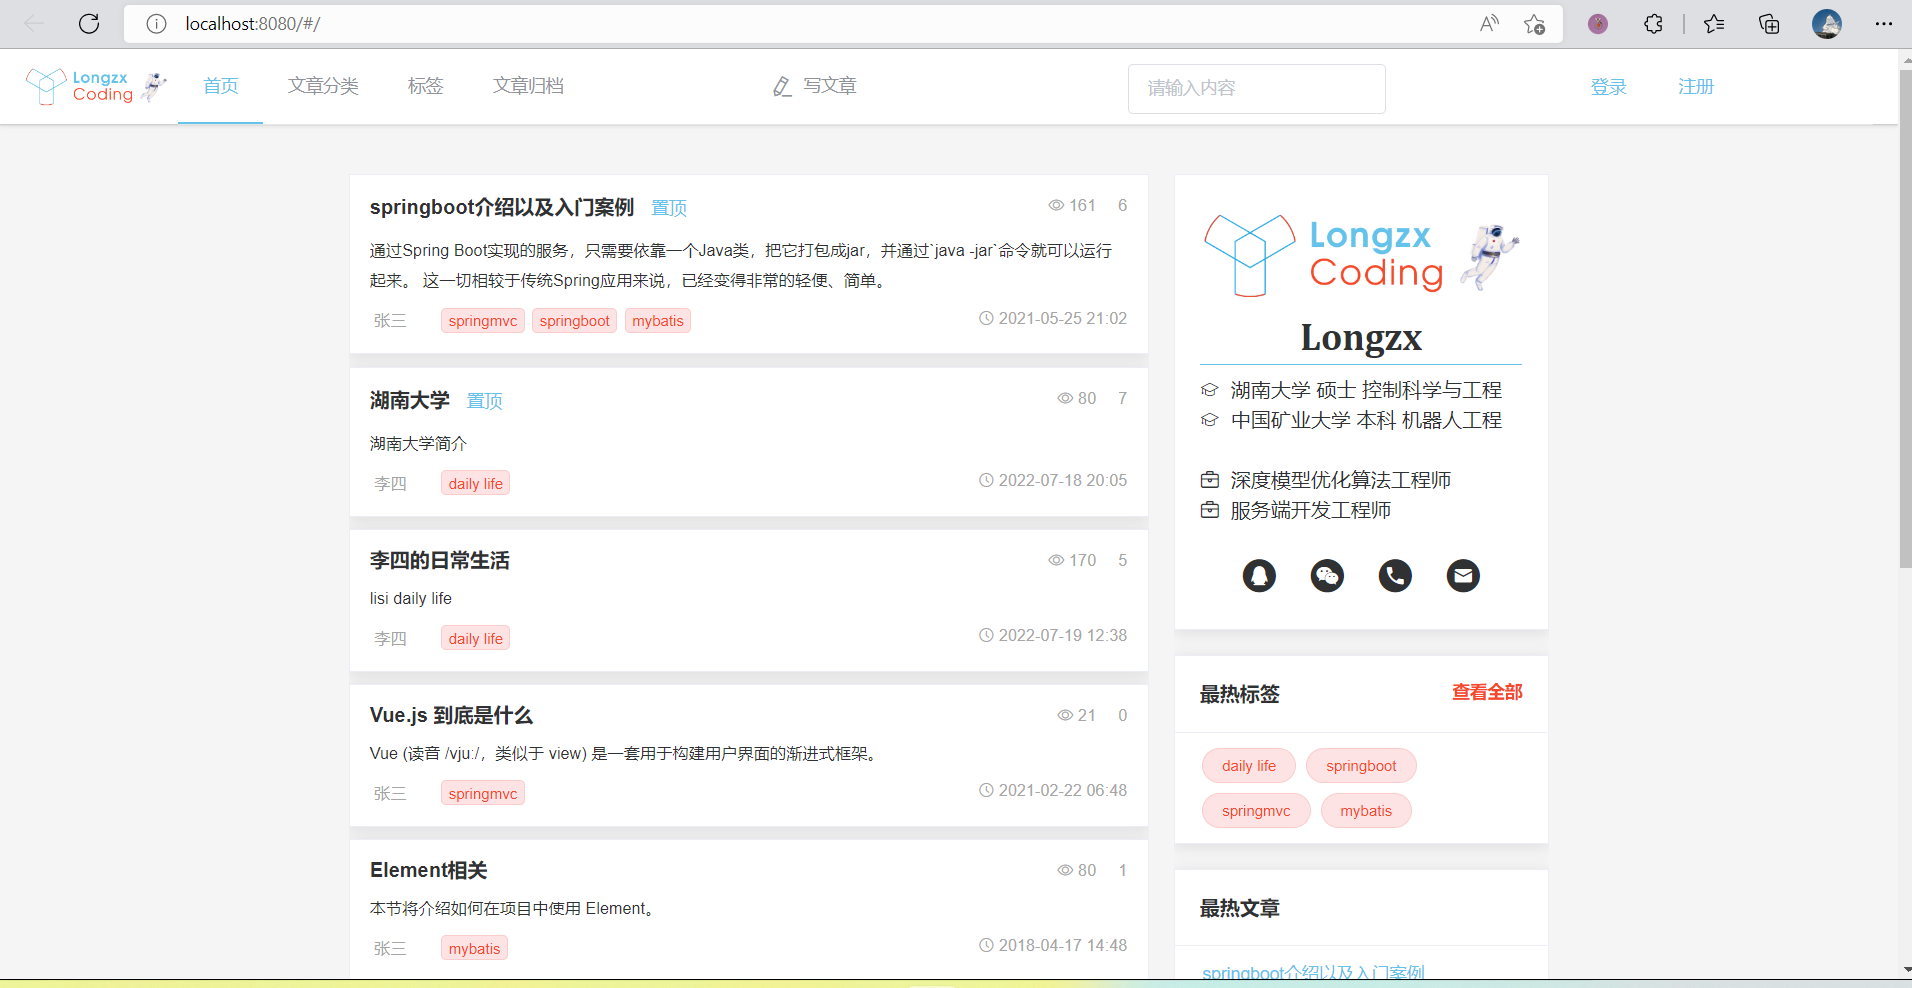 localhost:8080/#/
Longzx
Coding
首页 文章分类 标签 文章归档 写文章 请输入内容 登录 注册
springboot介绍以及入门案例 置顶 161 6
通过Spring Boot实现的服务，只需要依靠一个Java类，把它打包成jar，并通过`java -jar`命令就可以运行
起来。 这一切相较于传统Spring应用来说，已经变得非常的轻便、简单。
张三 springmvc springboot mybatis 2021-05-25 21:02
湖南大学 置顶 80 7
湖南大学简介
李四 daily life 2022-07-18 20:05
李四的日常生活 170 5
lisi daily life
李四 daily life 2022-07-19 12:38
Vue.js 到底是什么 21 0
Vue (读音 /vjuː/，类似于 view) 是一套用于构建用户界面的渐进式框架。
张三 springmvc 2021-02-22 06:48
Element相关 80 1
本节将介绍如何在项目中使用 Element。
张三 mybatis 2018-04-17 14:48
Longzx
Coding
Longzx
湖南大学 硕士 控制科学与工程
中国矿业大学 本科 机器人工程
深度模型优化算法工程师
服务端开发工程师
最热标签 查看全部
daily life springboot
springmvc mybatis
最热文章
springboot介绍以及入门案例